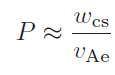 P ≈ w_cs / v_Ae